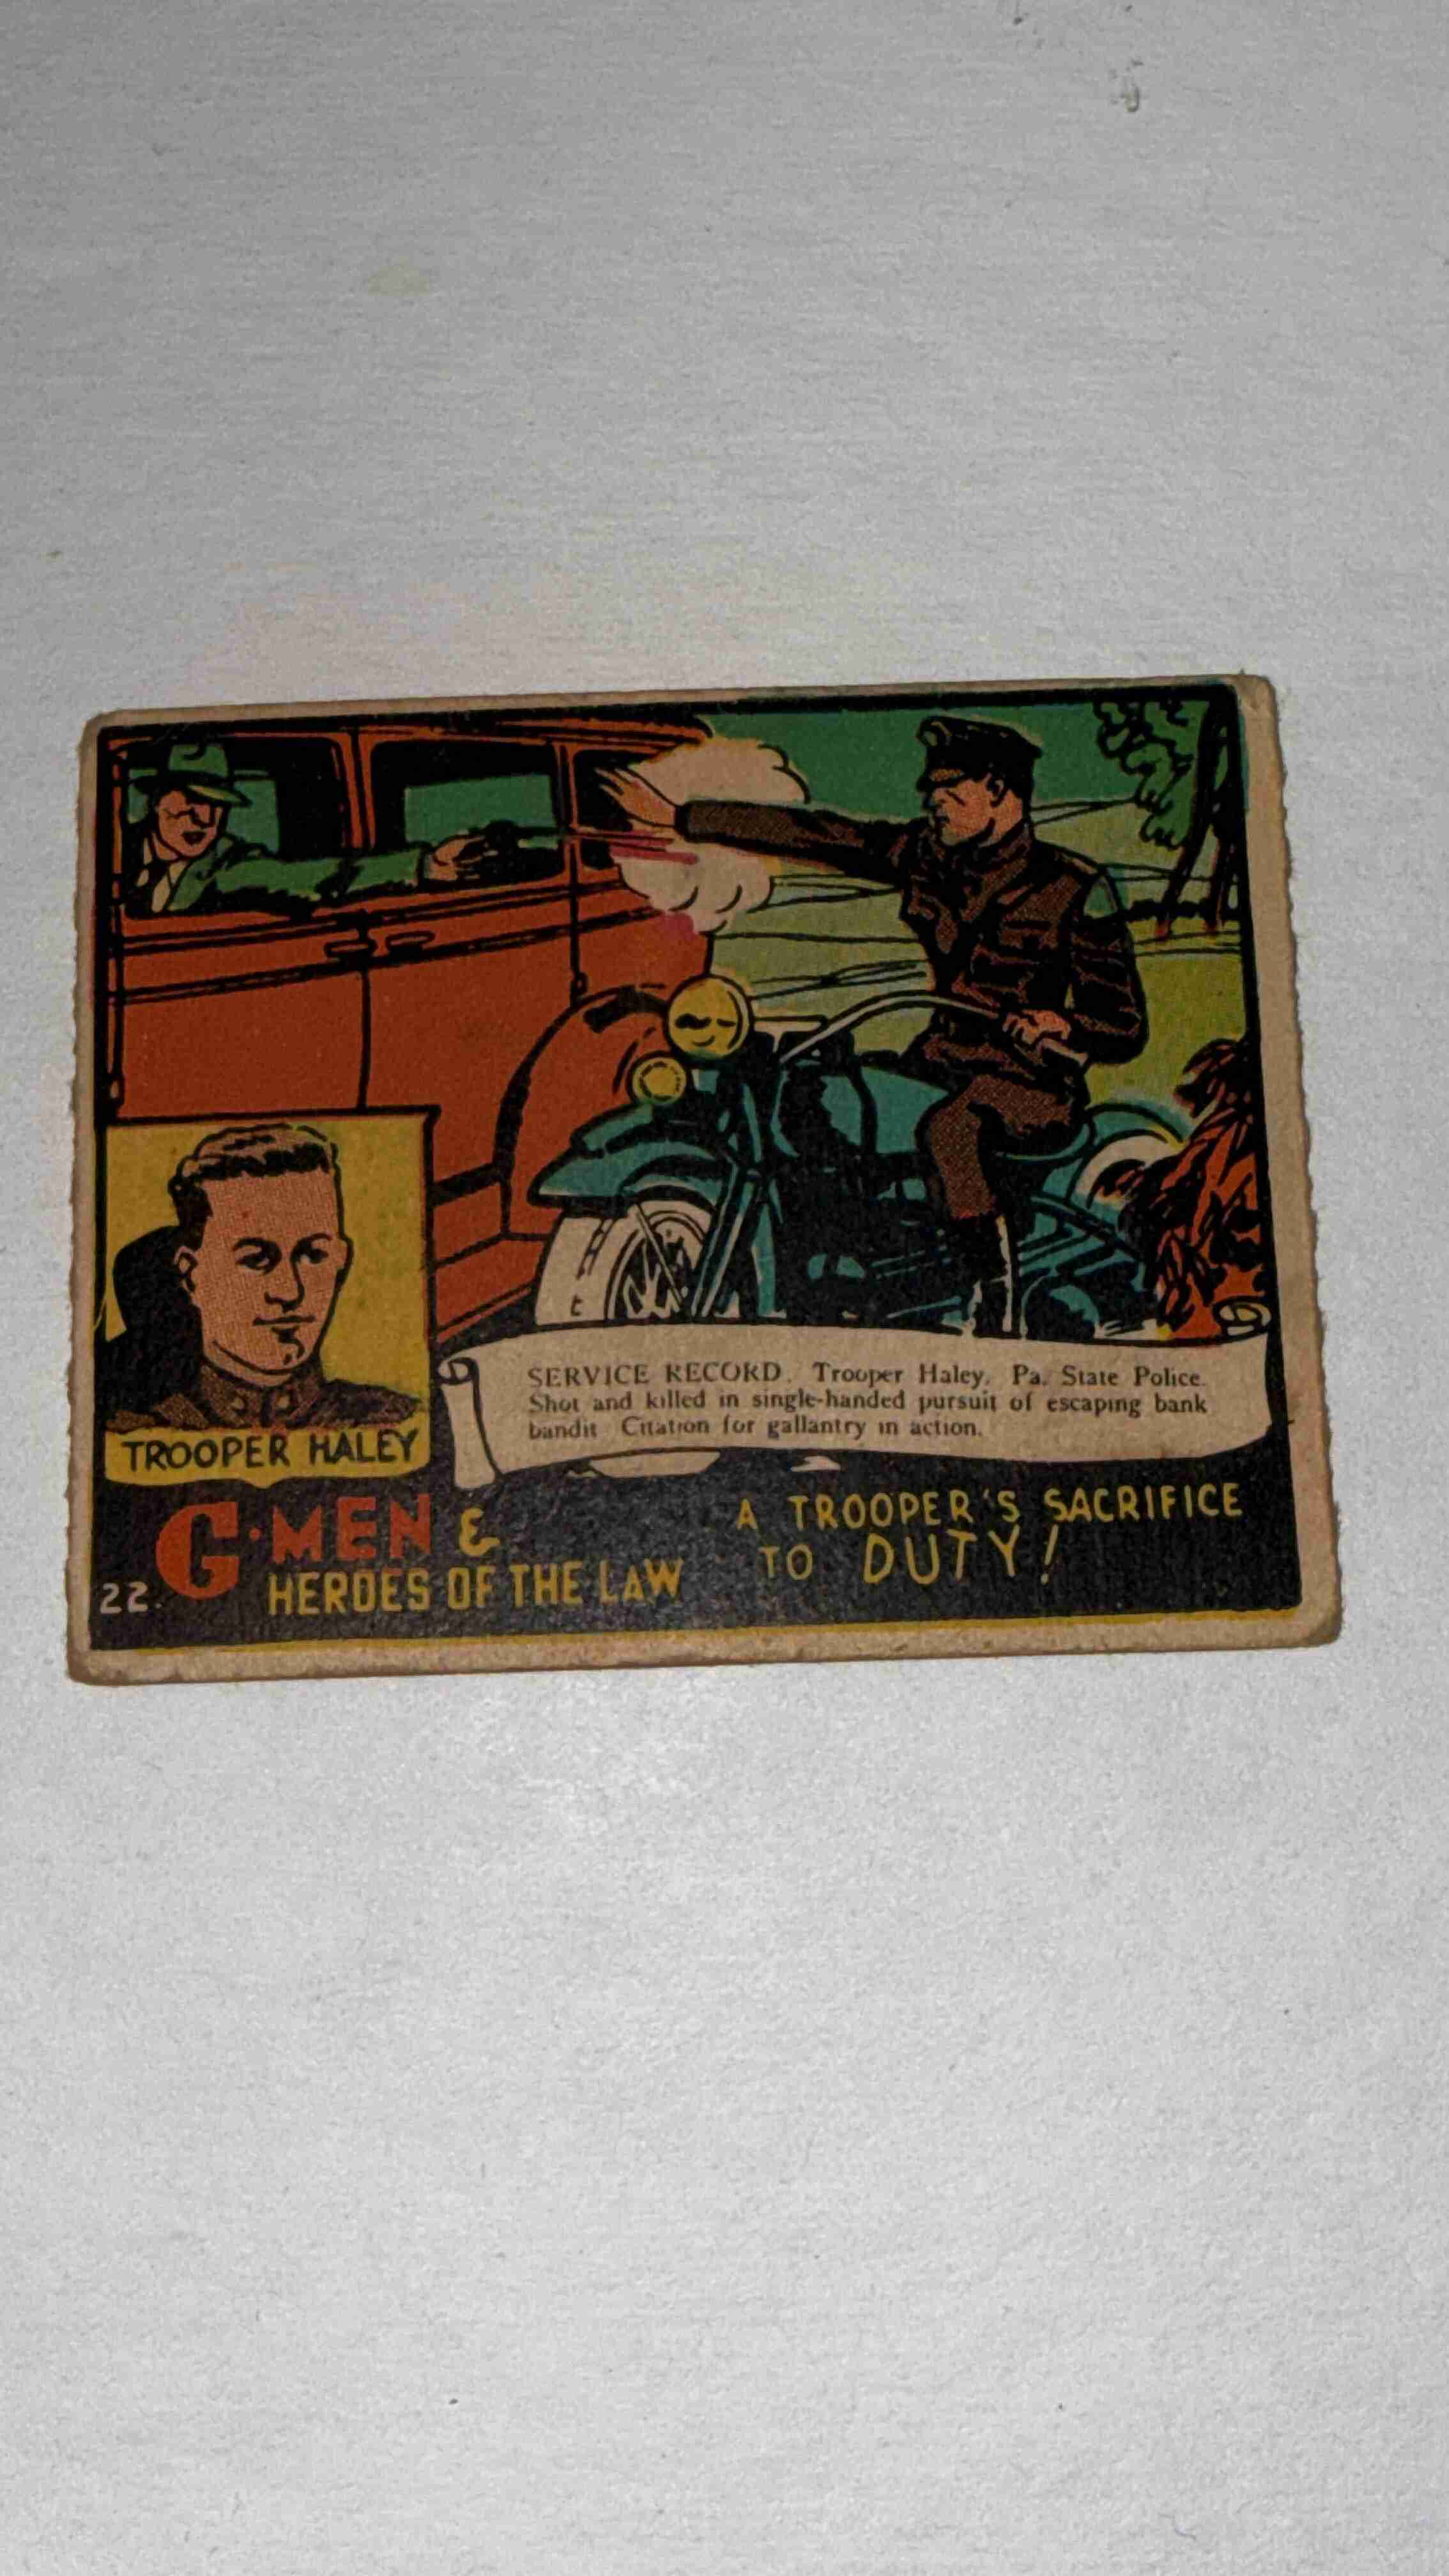 TROOPER HALEY
SERVICE RECORD. Trooper Haley, Pa. State Police.
Shot and killed in single-handed pursuit of escaping bank
bandit Citation for gallantry in action.
22. G-MEN &
HEROES OF THE LAW
A TROOPER'S SACRIFICE
TO DUTY!